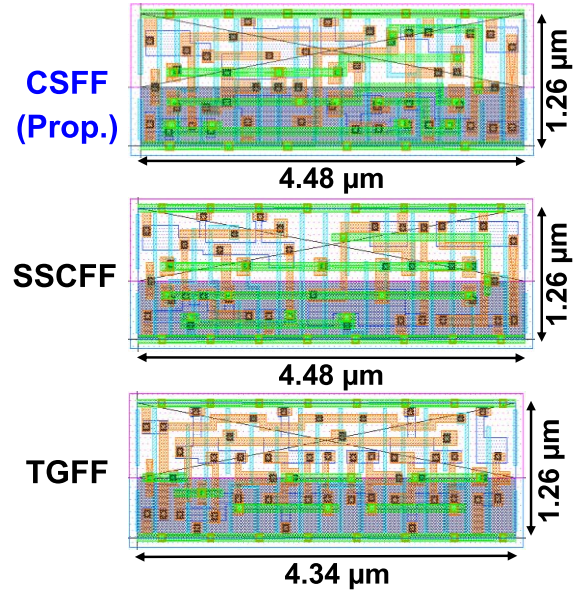 CSFF
(Prop.)
1.26 µm
4.48 µm
SSCFF
1.26 µm
4.48 µm
TGFF
1.26 µm
4.34 µm